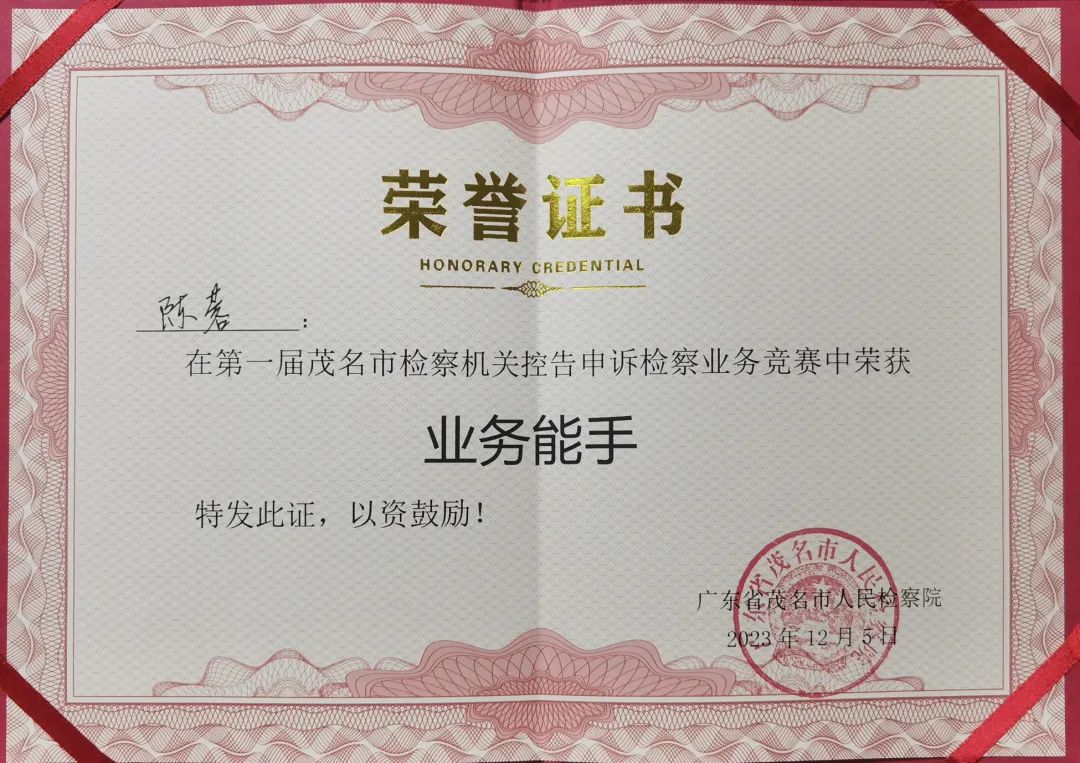 荣誉证书
HONORARY CREDENTIAL
陈蓉：
在第一届茂名市检察机关控告申诉检察业务竞赛中荣获
业务能手
特发此证，以资鼓励！
广东省茂名市人民检察院
2023年12月5日